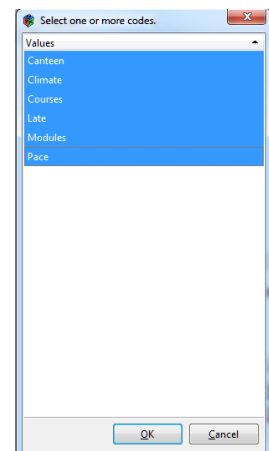 Select one or more codes.
Values
Canteen
Climate
Courses
Late
Modules
Pace
OK Cancel